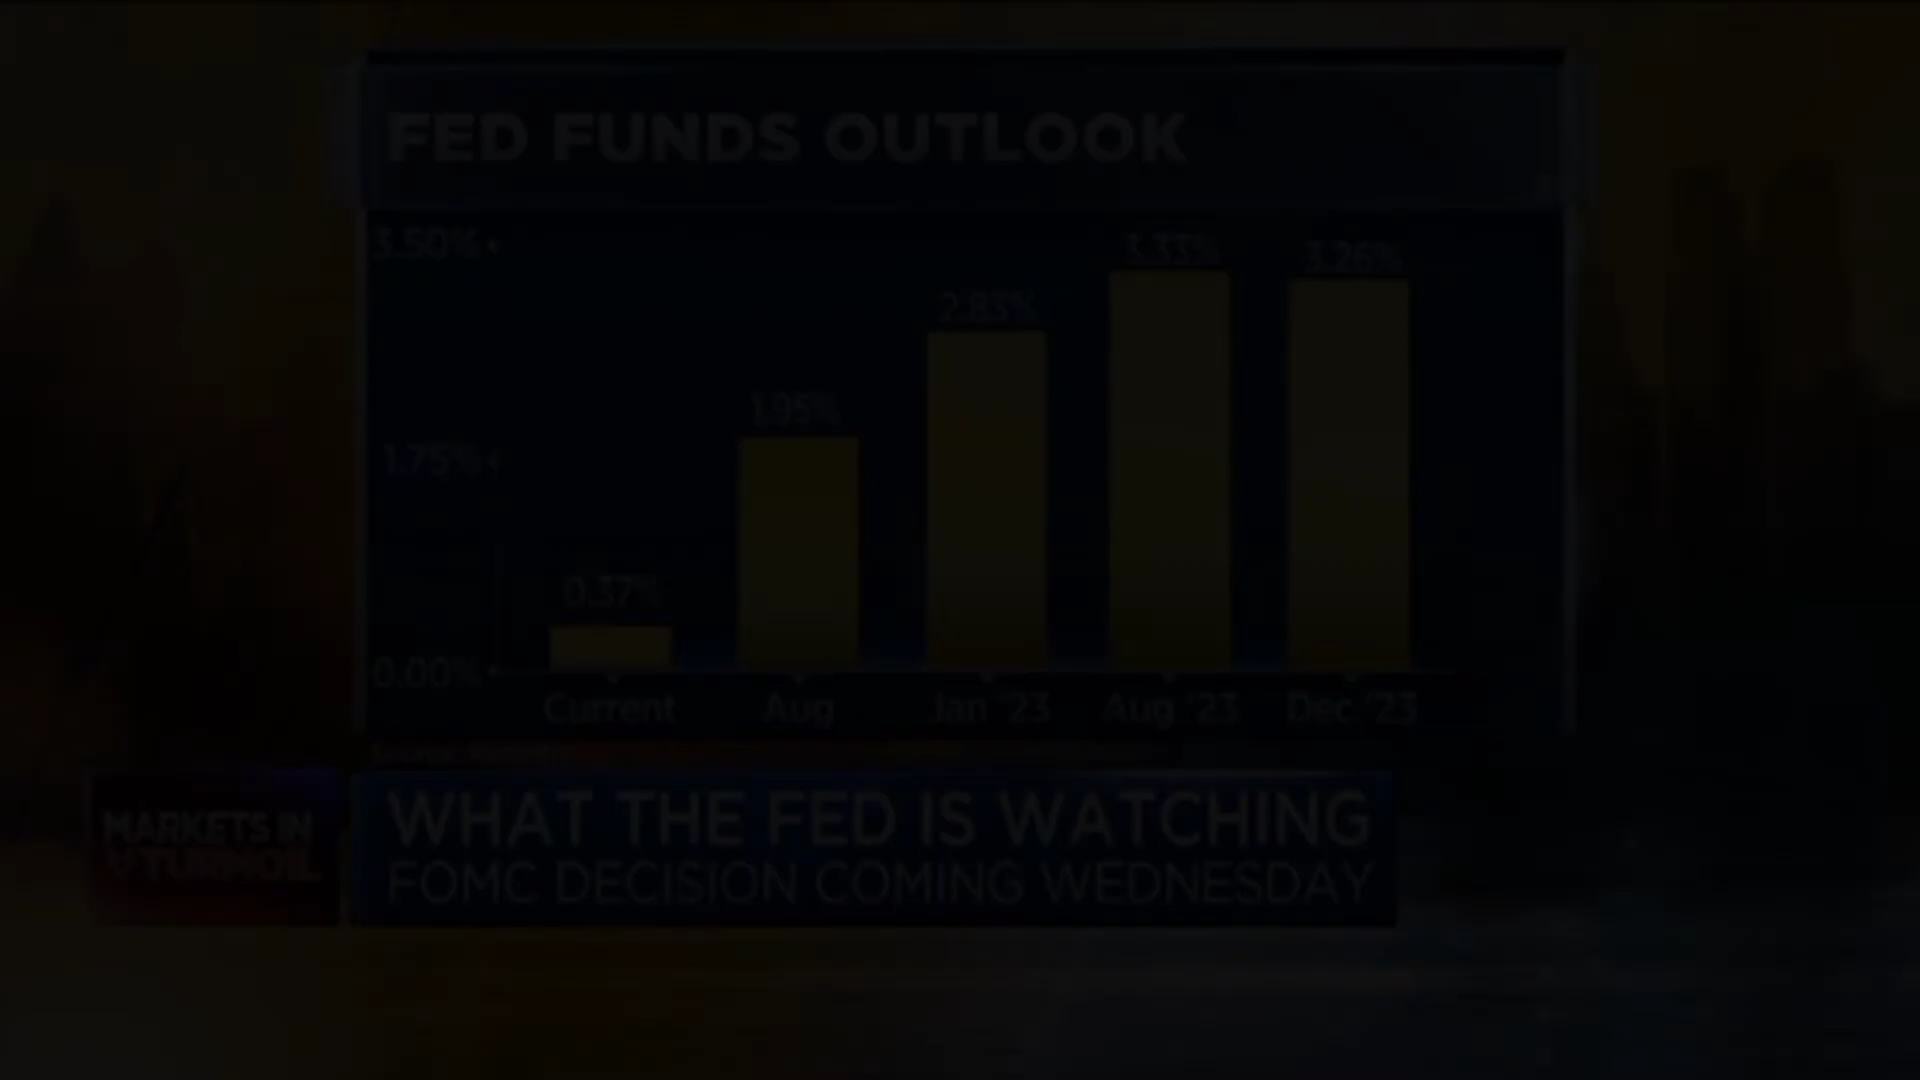 FED FUNDS OUTLOOK
3.50%
1.75%
0.00%
0.37%
1.95%
2.83%
3.33%
3.26%
Current Aug Jan '23 Aug '23 Dec '23
MARKETS IN
TURMOIL
WHAT THE FED IS WATCHING
FOMC DECISION COMING WEDNESDAY